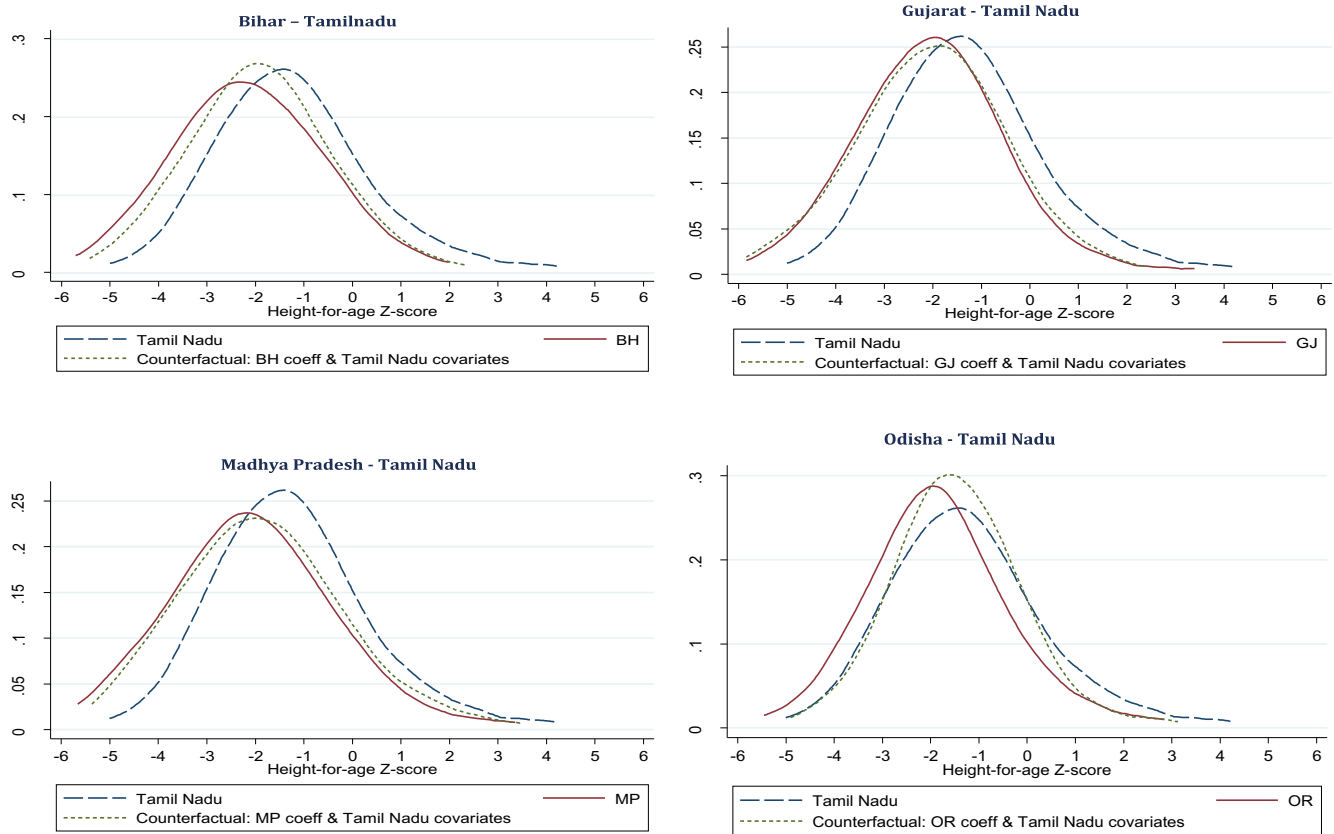 Bihar – Tamilnadu
.3
.2
.1
0
-6 -5 -4 -3 -2 -1 0 1 2 3 4 5 6
Height-for-age Z-score
Tamil Nadu BH
Counterfactual: BH coeff & Tamil Nadu covariates
Gujarat - Tamil Nadu
.25
.2
.15
.1
.05
0
-6 -5 -4 -3 -2 -1 0 1 2 3 4 5 6
Height-for-age Z-score
Tamil Nadu GJ
Counterfactual: GJ coeff & Tamil Nadu covariates
Madhya Pradesh - Tamil Nadu
.25
.2
.15
.1
.05
0
-6 -5 -4 -3 -2 -1 0 1 2 3 4 5 6
Height-for-age Z-score
Tamil Nadu MP
Counterfactual: MP coeff & Tamil Nadu covariates
Odisha - Tamil Nadu
.3
.2
.1
0
-6 -5 -4 -3 -2 -1 0 1 2 3 4 5 6
Height-for-age Z-score
Tamil Nadu OR
Counterfactual: OR coeff & Tamil Nadu covariates